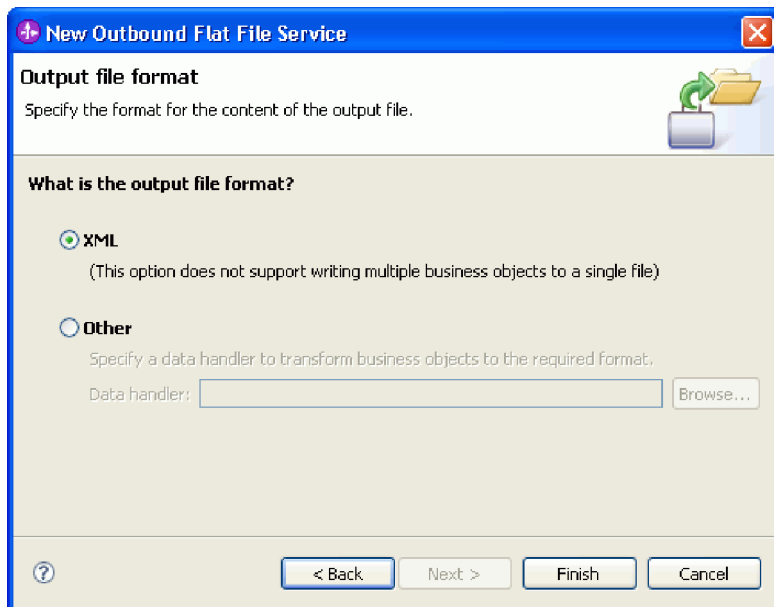 New Outbound Flat File Service
Output file format
Specify the format for the content of the output file.
What is the output file format?
XML
(This option does not support writing multiple business objects to a single file)
Other
Specify a data handler to transform business objects to the required format.
Data handler:
Browse...
?
< Back
Next >
Finish
Cancel